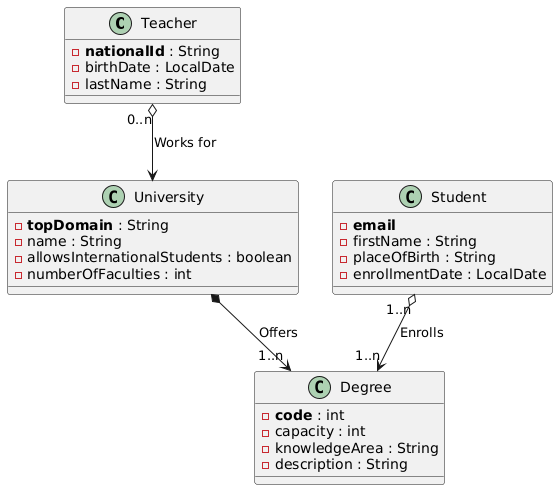 C Teacher
nationalId : String
birthDate : LocalDate
lastName : String
0..n
Works for
C University
topDomain : String
name : String
allowsInternationalStudents : boolean
numberOfFaculties : int
C Student
email
firstName : String
placeOfBirth : String
enrollmentDate : LocalDate
Offers
1..n
1..n
Enrolls
1..n
C Degree
code : int
capacity : int
knowledgeArea : String
description : String